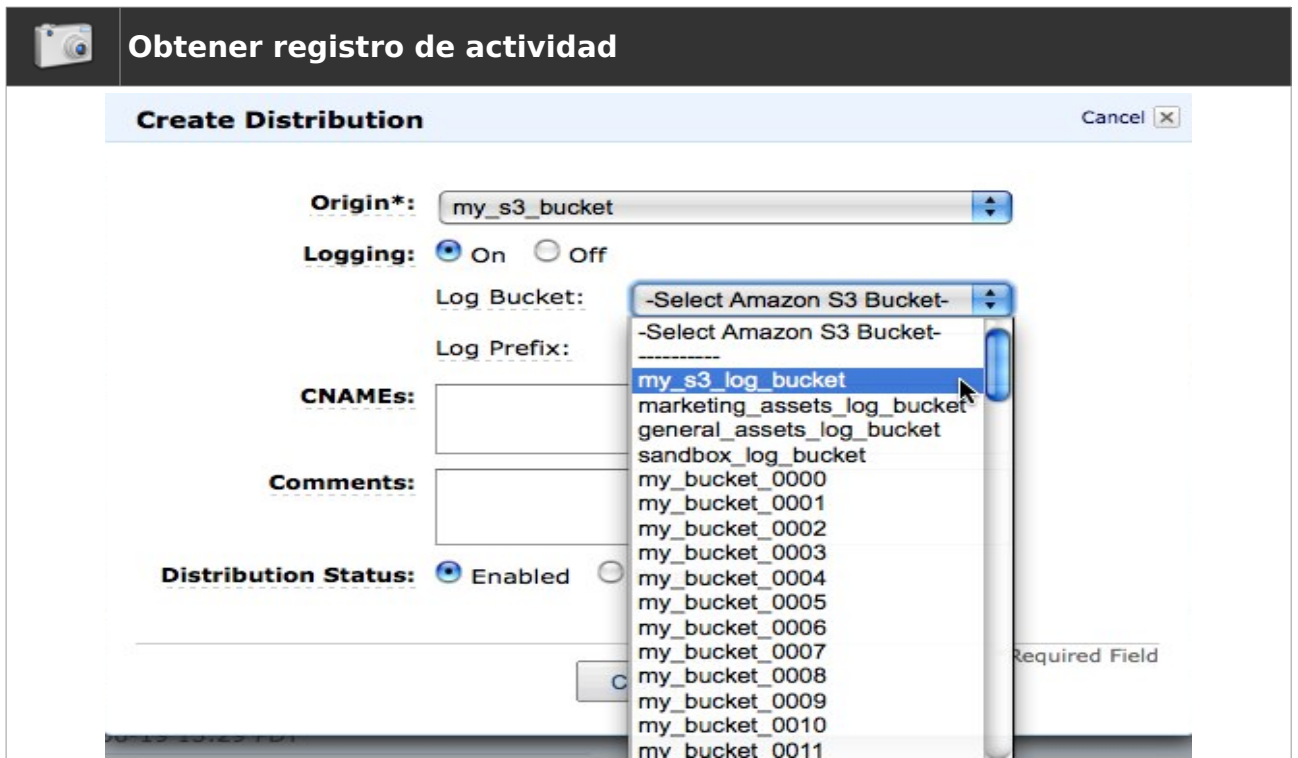 Obtener registro de actividad
Create Distribution
Cancel
Origin*:
my_s3_bucket
Logging:
On
Off
Log Bucket:
-Select Amazon S3 Bucket-
-Select Amazon S3 Bucket-
----------
my_s3_log_bucket
marketing_assets_log_bucket
general_assets_log_bucket
sandbox_log_bucket
my_bucket_0000
my_bucket_0001
my_bucket_0002
my_bucket_0003
my_bucket_0004
my_bucket_0005
my_bucket_0006
my_bucket_0007
my_bucket_0008
my_bucket_0009
my_bucket_0010
my_bucket_0011
Log Prefix:
CNAMEs:
Comments:
Distribution Status:
Enabled
Required Field
C